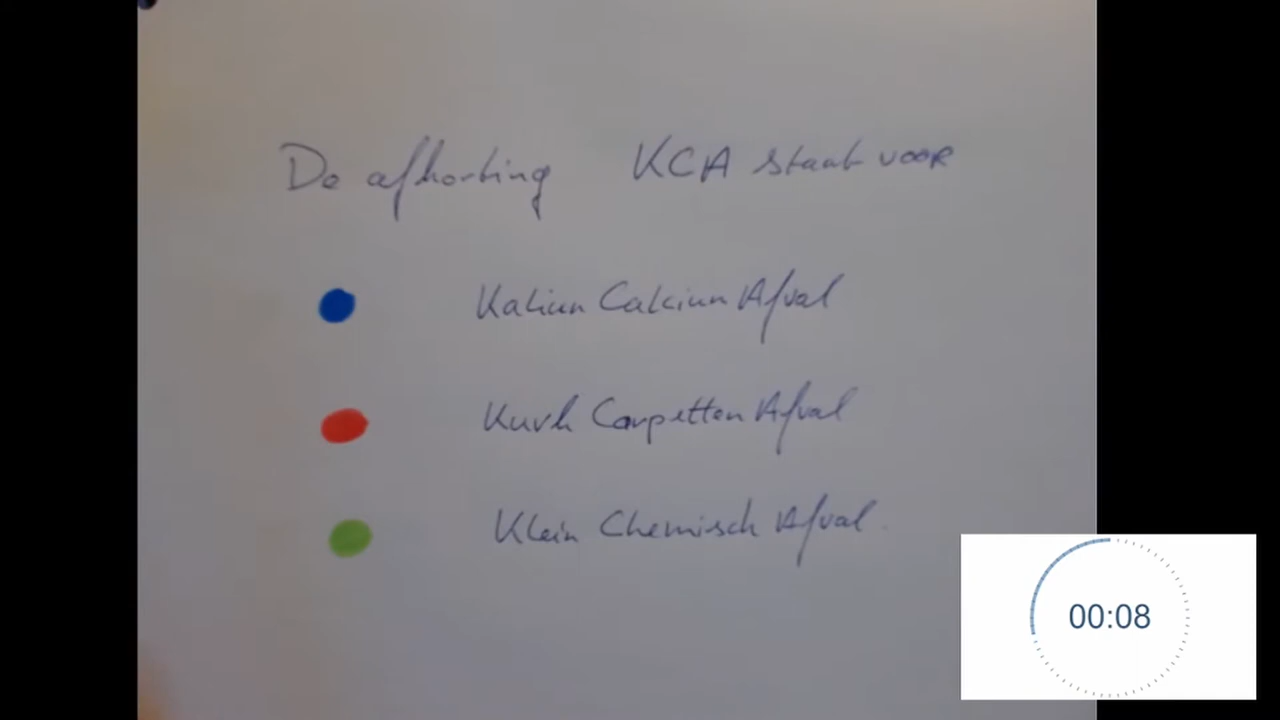 De afkorting KCA staat voor
Kalium Calcium Afval
Kurk Carpetten Afval
Klein Chemisch Afval
00:08